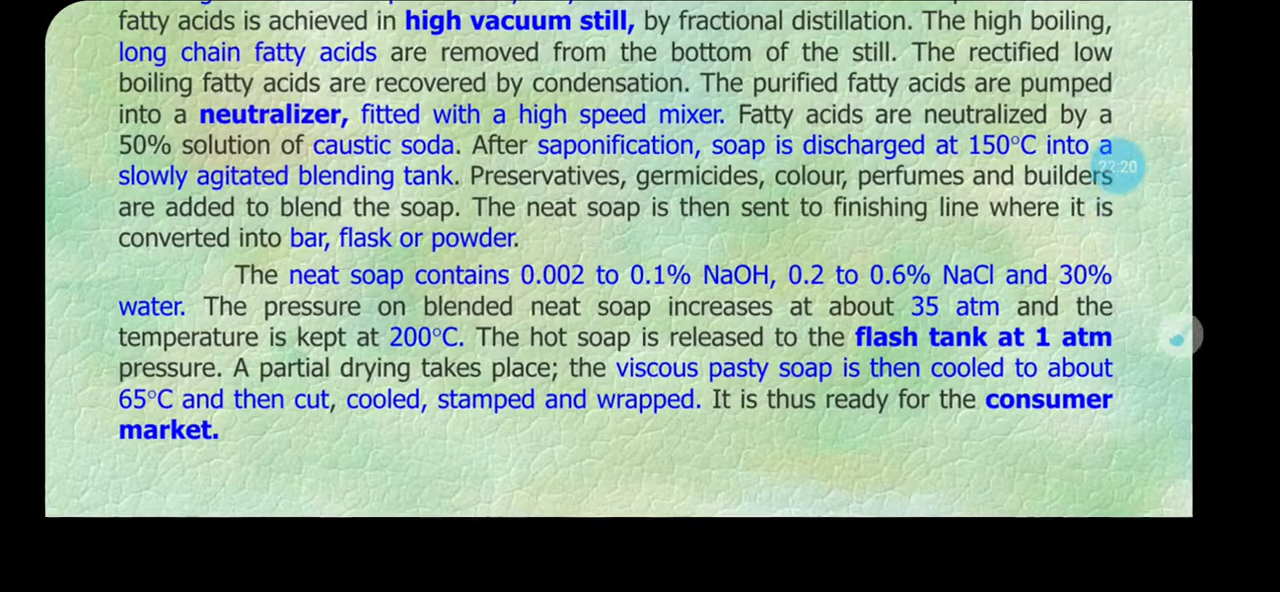 fatty acids is achieved in high vacuum still, by fractional distillation. The high boiling,
long chain fatty acids are removed from the bottom of the still. The rectified low
boiling fatty acids are recovered by condensation. The purified fatty acids are pumped
into a neutralizer, fitted with a high speed mixer. Fatty acids are neutralized by a
50% solution of caustic soda. After saponification, soap is discharged at 150°C into a
slowly agitated blending tank. Preservatives, germicides, colour, perfumes and builders
22:20
are added to blend the soap. The neat soap is then sent to finishing line where it is
converted into bar, flask or powder.
The neat soap contains 0.002 to 0.1% NaOH, 0.2 to 0.6% NaCl and 30%
water. The pressure on blended neat soap increases at about 35 atm and the
temperature is kept at 200°C. The hot soap is released to the flash tank at 1 atm
pressure. A partial drying takes place; the viscous pasty soap is then cooled to about
65°C and then cut, cooled, stamped and wrapped. It is thus ready for the consumer
market.